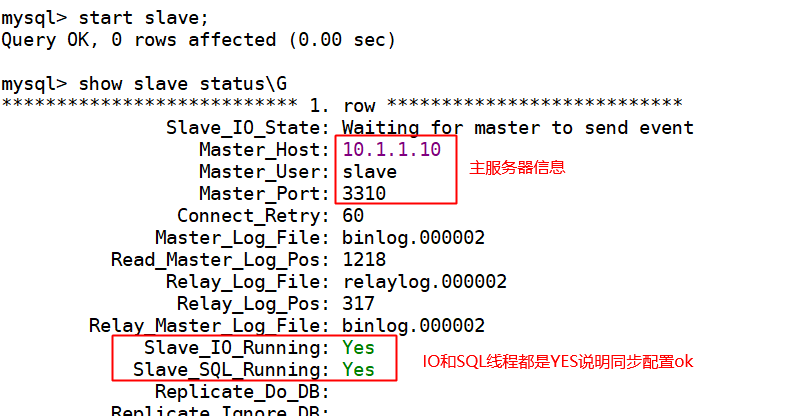 mysql> start slave;
Query OK, 0 rows affected (0.00 sec)
mysql> show slave status\G
*************************** 1. row ***************************
Slave_IO_State: Waiting for master to send event
Master_Host: 10.1.1.10
Master_User: slave
主服务器信息
Master_Port: 3310
Connect_Retry: 60
Master_Log_File: binlog.000002
Read_Master_Log_Pos: 1218
Relay_Log_File: relaylog.000002
Relay_Log_Pos: 317
Relay_Master_Log_File: binlog.000002
Slave_IO_Running: Yes
Slave_SQL_Running: Yes
IO和SQL线程都是YES说明同步配置ok
Replicate_Do_DB:
Replicate_Ignore_DB: